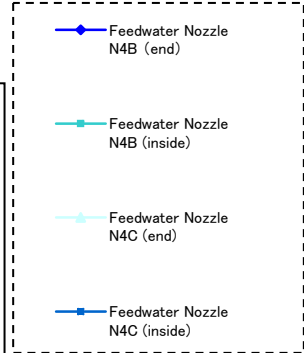 Feedwater Nozzle
N4B (end)
Feedwater Nozzle
N4B (inside)
Feedwater Nozzle
N4C (end)
Feedwater Nozzle
N4C (inside)